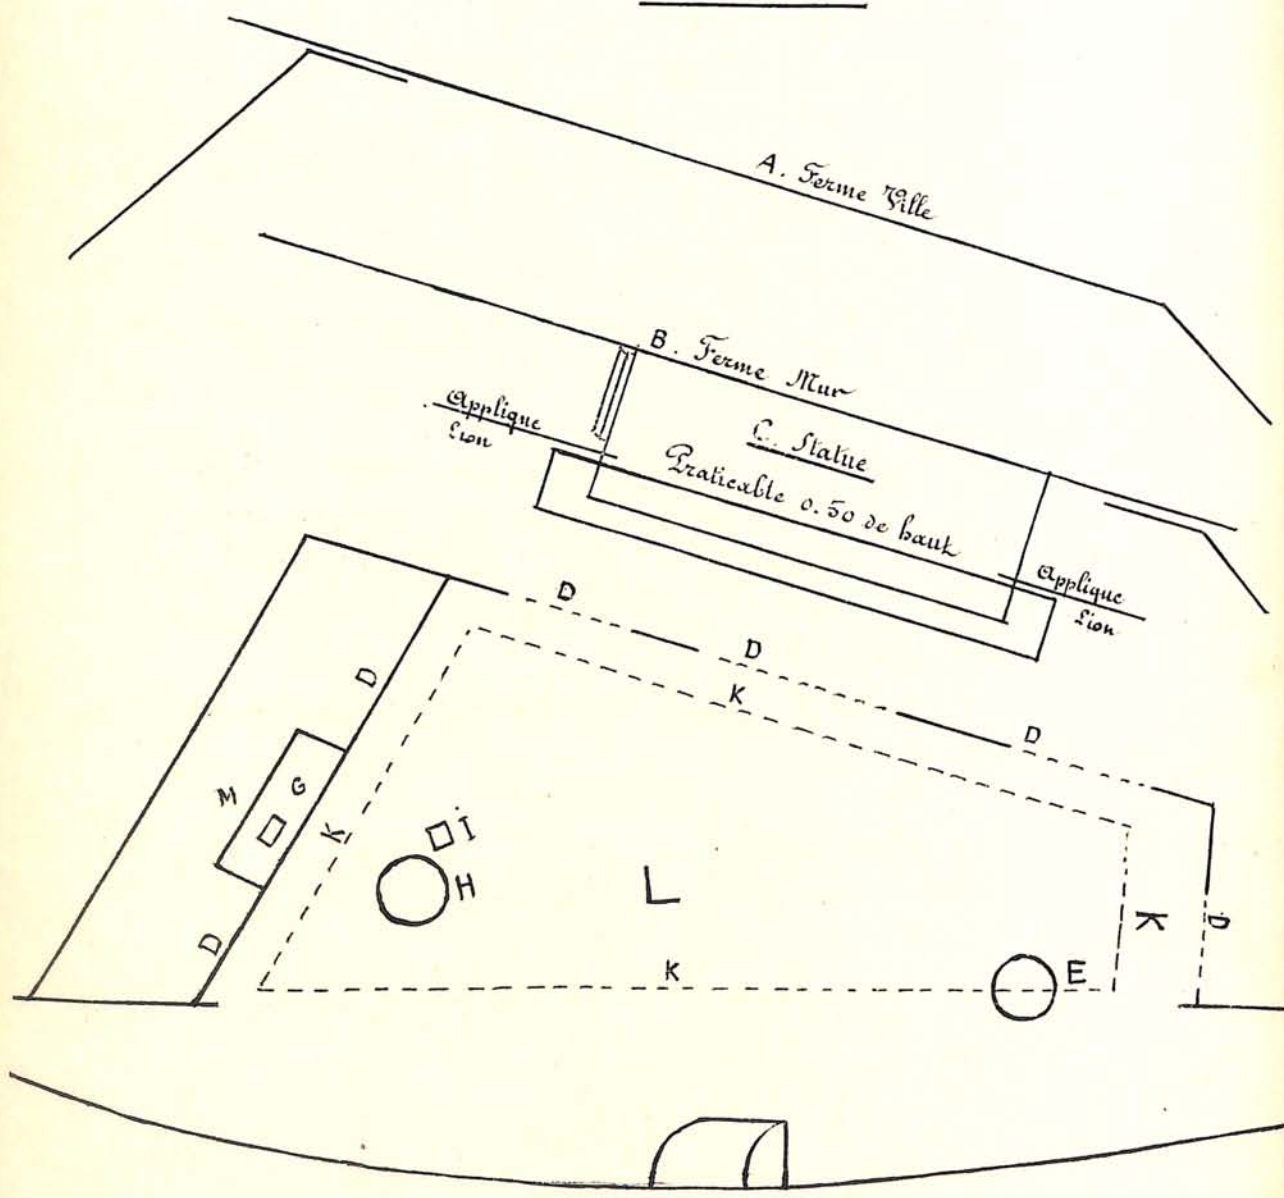 A. Ferme Ville
B. Ferme Mur
Applique
Lion
C. Statue
Praticable 0.50 de haut
Applique
Lion
D
D
D
K
D
M
G
K
I
H
L
K
D
D
K
E